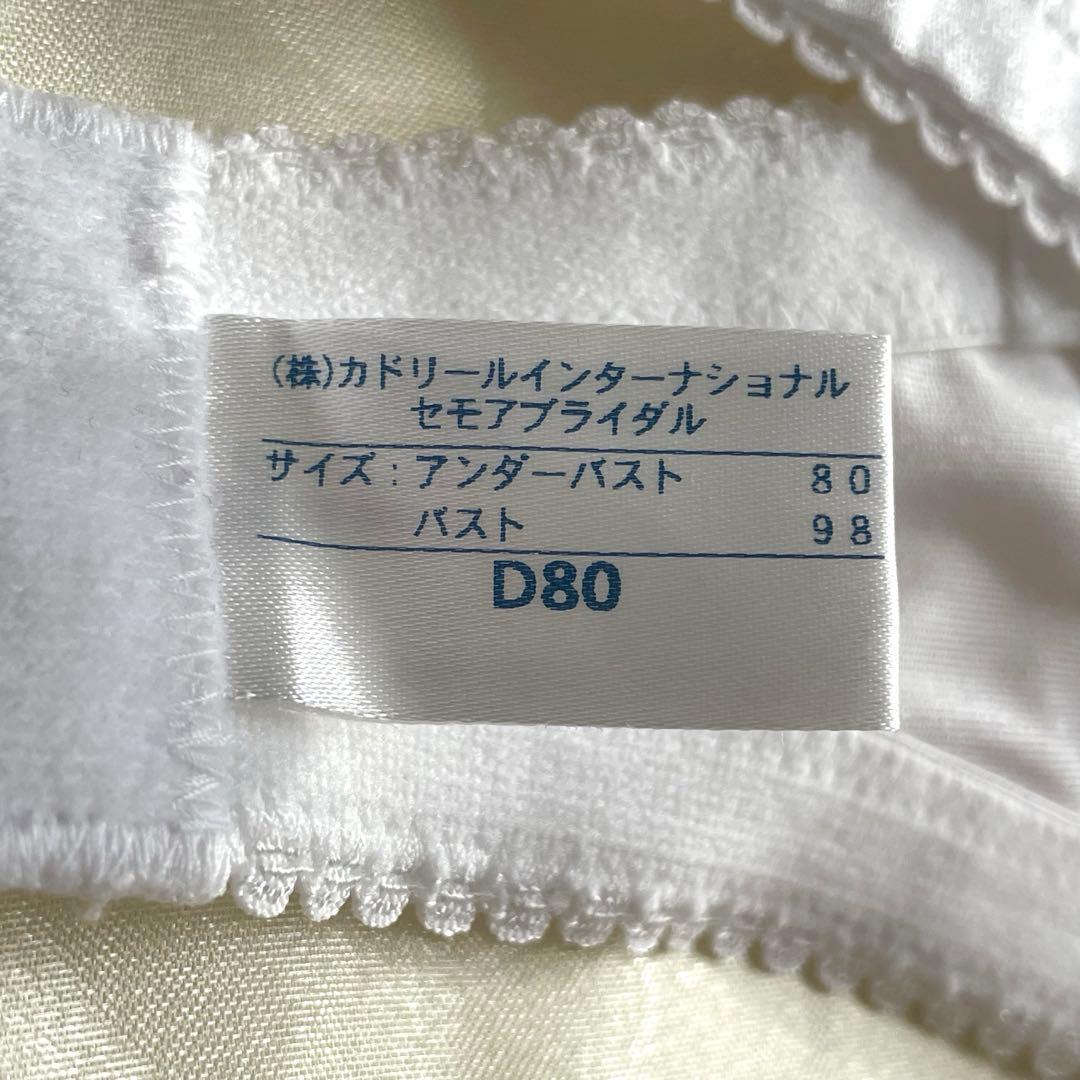 (株)カドリールインターナショナル
セモアブライダル
サイズ:アンダーバスト 80
バスト 98
D80